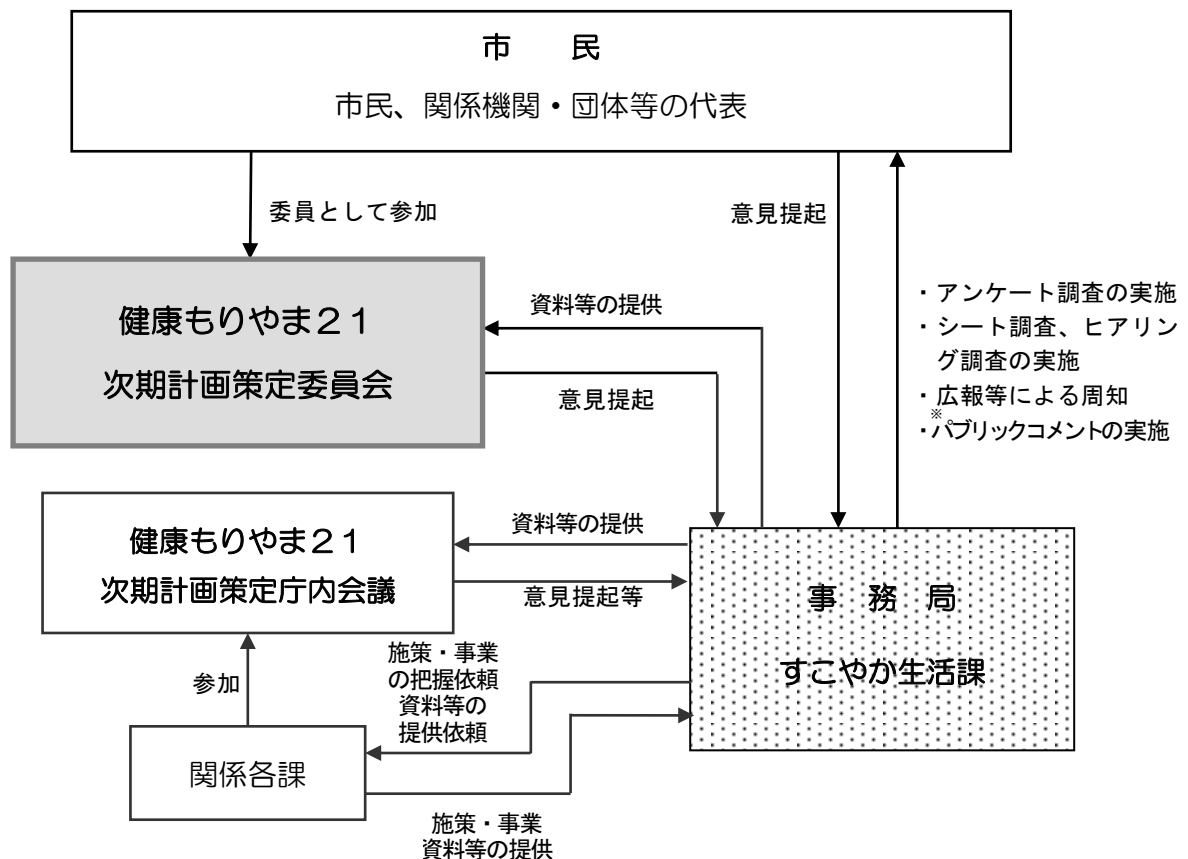 市　　民
市民、関係機関・団体等の代表
委員として参加
意見提起
健康もりやま２１
次期計画策定委員会
資料等の提供
意見提起
・アンケート調査の実施
・シート調査、ヒアリン
グ調査の実施
・広報等による周知
※
・パブリックコメントの実施
健康もりやま２１
次期計画策定庁内会議
資料等の提供
意見提起等
事　務　局
すこやか生活課
参加
施策・事業
の把握依頼
資料等の
提供依頼
関係各課
施策・事業
資料等の提供